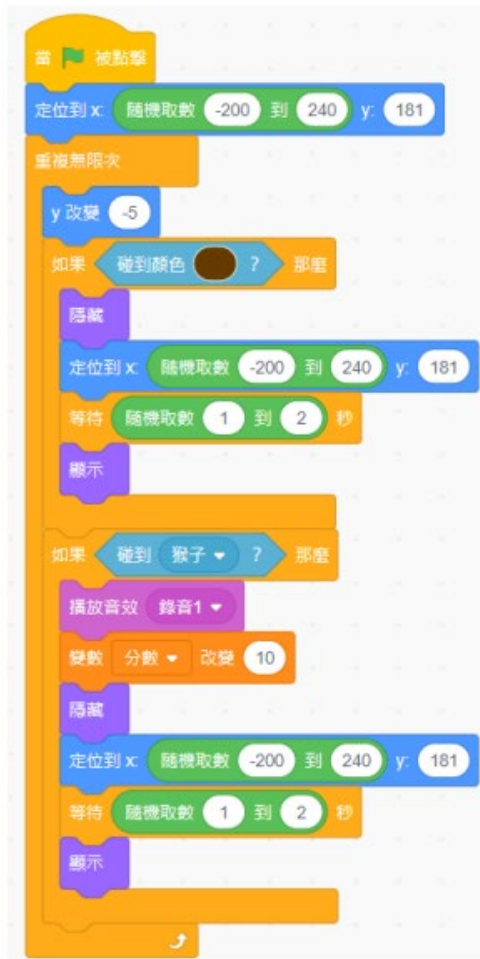 當 被點擊
定位到 x: 隨機取數 -200 到 240 y: 181
重複無限次
y 改變 -5
如果 碰到顏色 ? 那麼
隱藏
定位到 x: 隨機取數 -200 到 240 y: 181
等待 隨機取數 1 到 2 秒
顯示
如果 碰到 猴子 ? 那麼
播放音效 錄音1
變數 分數 改變 10
隱藏
定位到 x: 隨機取數 -200 到 240 y: 181
等待 隨機取數 1 到 2 秒
顯示